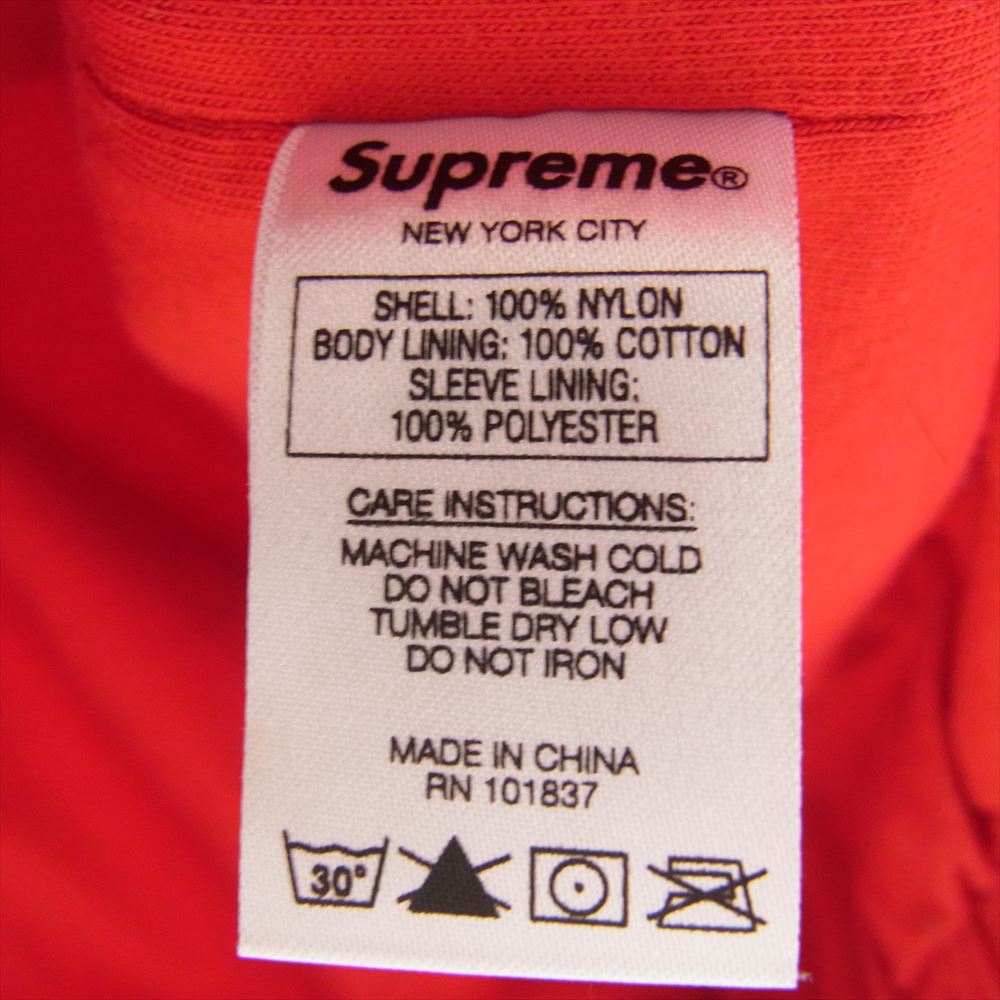 Supreme®
NEW YORK CITY
SHELL: 100% NYLON
BODY LINING: 100% COTTON
SLEEVE LINING:
100% POLYESTER
CARE INSTRUCTIONS:
MACHINE WASH COLD
DO NOT BLEACH
TUMBLE DRY LOW
DO NOT IRON
MADE IN CHINA
RN 101837
30°